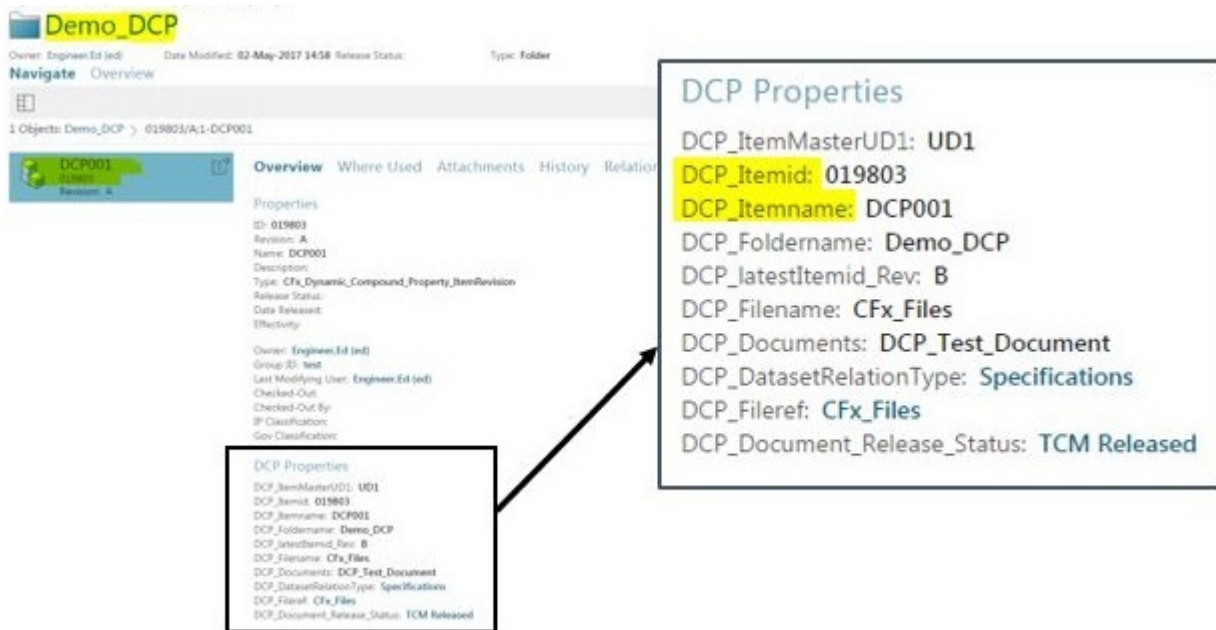 Demo_DCP
Owner: Engineer,Ed (ed) Date Modified: 02-May-2017 14:58 Release Status: Type: Folder
Navigate Overview
1 Objects: Demo_DCP > 019803/A;1-DCP001
DCP001
019803
Revision: A
Overview Where Used Attachments History Relation
Properties
ID: 019803
Revision: A
Name: DCP001
Description:
Type: CFx_Dynamic_Compound_Property_ItemRevision
Release Status:
Date Released:
Effectivity:
Owner: Engineer,Ed (ed)
Group ID: test
Last Modifying User: Engineer,Ed (ed)
Checked-Out:
Checked-Out By:
IP Classification:
Gov Classification:
DCP Properties
DCP_ItemMasterUD1: UD1
DCP_Itemid: 019803
DCP_Itemname: DCP001
DCP_Foldername: Demo_DCP
DCP_latestItemid_Rev: B
DCP_Filename: CFx_Files
DCP_Documents: DCP_Test_Document
DCP_DatasetRelationType: Specifications
DCP_Fileref: CFx_Files
DCP_Document_Release_Status: TCM Released
DCP Properties
DCP_ItemMasterUD1: UD1
DCP_Itemid: 019803
DCP_Itemname: DCP001
DCP_Foldername: Demo_DCP
DCP_latestItemid_Rev: B
DCP_Filename: CFx_Files
DCP_Documents: DCP_Test_Document
DCP_DatasetRelationType: Specifications
DCP_Fileref: CFx_Files
DCP_Document_Release_Status: TCM Released